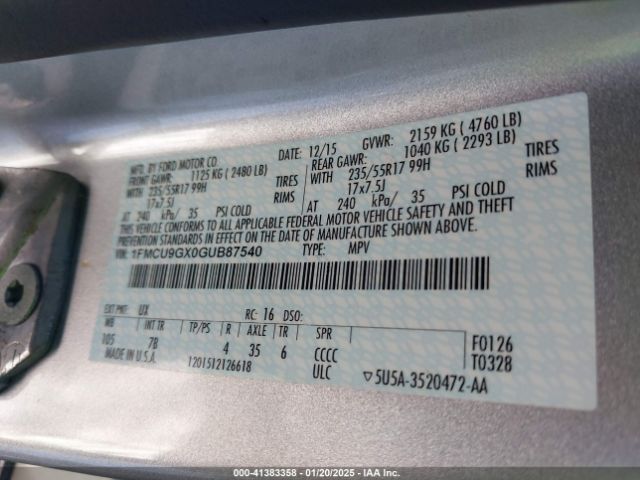 MFD. BY FORD MOTOR CO.
DATE: 12/15 GVWR: 2159 KG ( 4760 LB)
FRONT GAWR: 1125 KG ( 2480 LB) REAR GAWR: 1040 KG ( 2293 LB)
WITH 235/55R17 99H TIRES WITH 235/55R17 99H TIRES
17x7.5J RIMS 17x7.5J RIMS
AT 240 kPa/ 35 PSI COLD AT 240 kPa/ 35 PSI COLD
THIS VEHICLE CONFORMS TO ALL APPLICABLE FEDERAL MOTOR VEHICLE SAFETY AND THEFT
PREVENTION STANDARDS IN EFFECT ON THE DATE OF MANUFACTURE SHOWN ABOVE.
VIN: 1FMCU9GX0GUB87540 TYPE: MPV
EXT PNT: UX RC: 16 DSO:
WB INT TR TP/PS R AXLE TR SPR
105 7B 4 35 6 CCCC
F0126
T0328
MADE IN U.S.A. 1201512126618 ULC
▽5U5A-3520472-AA
000-41383358 - 01/20/2025 - IAA Inc.